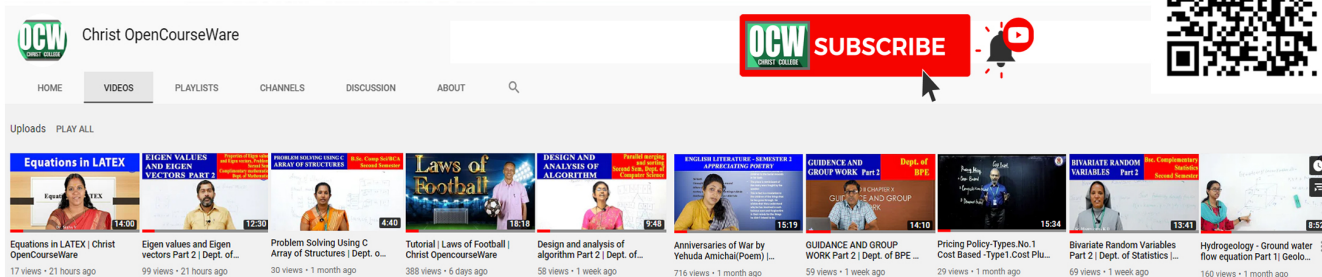 OCW
CHRIST COLLEGE
Christ OpenCourseWare
OCW
CHRIST COLLEGE
SUBSCRIBE
HOME
VIDEOS
PLAYLISTS
CHANNELS
DISCUSSION
ABOUT
Uploads PLAY ALL
Equations in LATEX
14:00
Equations in LATEX | Christ
OpenCourseWare
17 views • 21 hours ago
EIGEN VALUES
AND EIGEN
VECTORS PART 2
12:30
Eigen values and Eigen
vectors Part 2 | Dept. of...
99 views • 21 hours ago
PROBLEM SOLVING USING C
ARRAY OF STRUCTURES
B.Sc. Comp Sci/BCA
Second Semester
4:40
Problem Solving Using C
Array of Structures | Dept. o...
30 views • 1 month ago
Laws of
Football
18:18
Tutorial | Laws of Football |
Christ Opencourseware
388 views • 6 days ago
DESIGN AND
ANALYSIS OF
ALGORITHM
Parallel merging
and sorting
Second Sem, Dept. of
Computer Science
9:48
Design and analysis of
algorithm Part 2 | Dept. of...
58 views • 1 week ago
ENGLISH LITERATURE - SEMESTER 2
APPRECIATING POETRY
15:19
Anniversaries of War by
Yehuda Amichai(Poem) |...
716 views • 1 month ago
GUIDENCE AND
GROUP WORK Part 2
Dept. of
BPE
14:10
GUIDANCE AND GROUP
WORK Part 2 | Dept. of BPE ...
59 views • 1 week ago
15:34
Pricing Policy-Types.No.1
Cost Based -Type1.Cost Plu...
29 views • 1 month ago
BIVARIATE RANDOM
VARIABLES Part 2
Bsc. Complementary
Statistics
Second Semester
13:41
Bivariate Random Variables
Part 2 | Dept. of Statistics |...
69 views • 1 week ago
8:52
Hydrogeology - Ground water
flow equation Part 1| Geolo...
160 views • 1 month ago